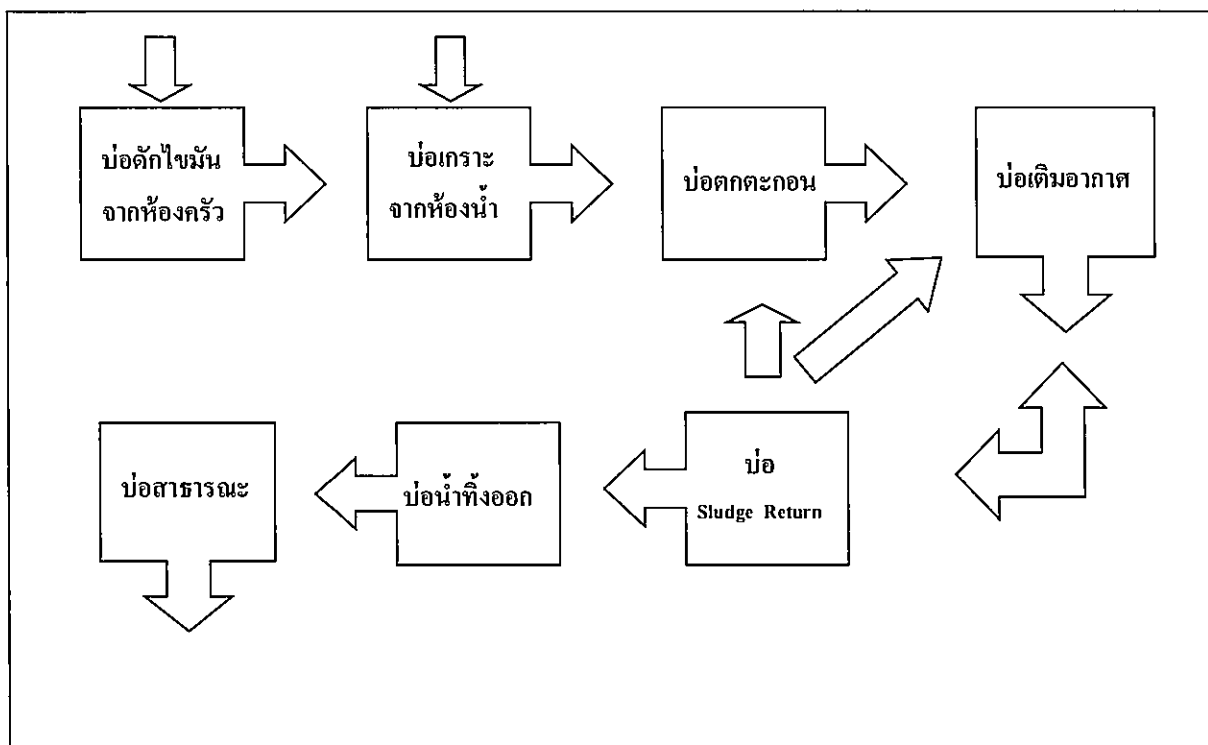 บ่อดักไขมัน
จากห้องครัว
บ่อเกราะ
จากห้องน้ำ
บ่อตกตะกอน
บ่อเติมอากาศ
บ่อสาธารณะ
บ่อน้ำทิ้งออก
บ่อ
Sludge Return